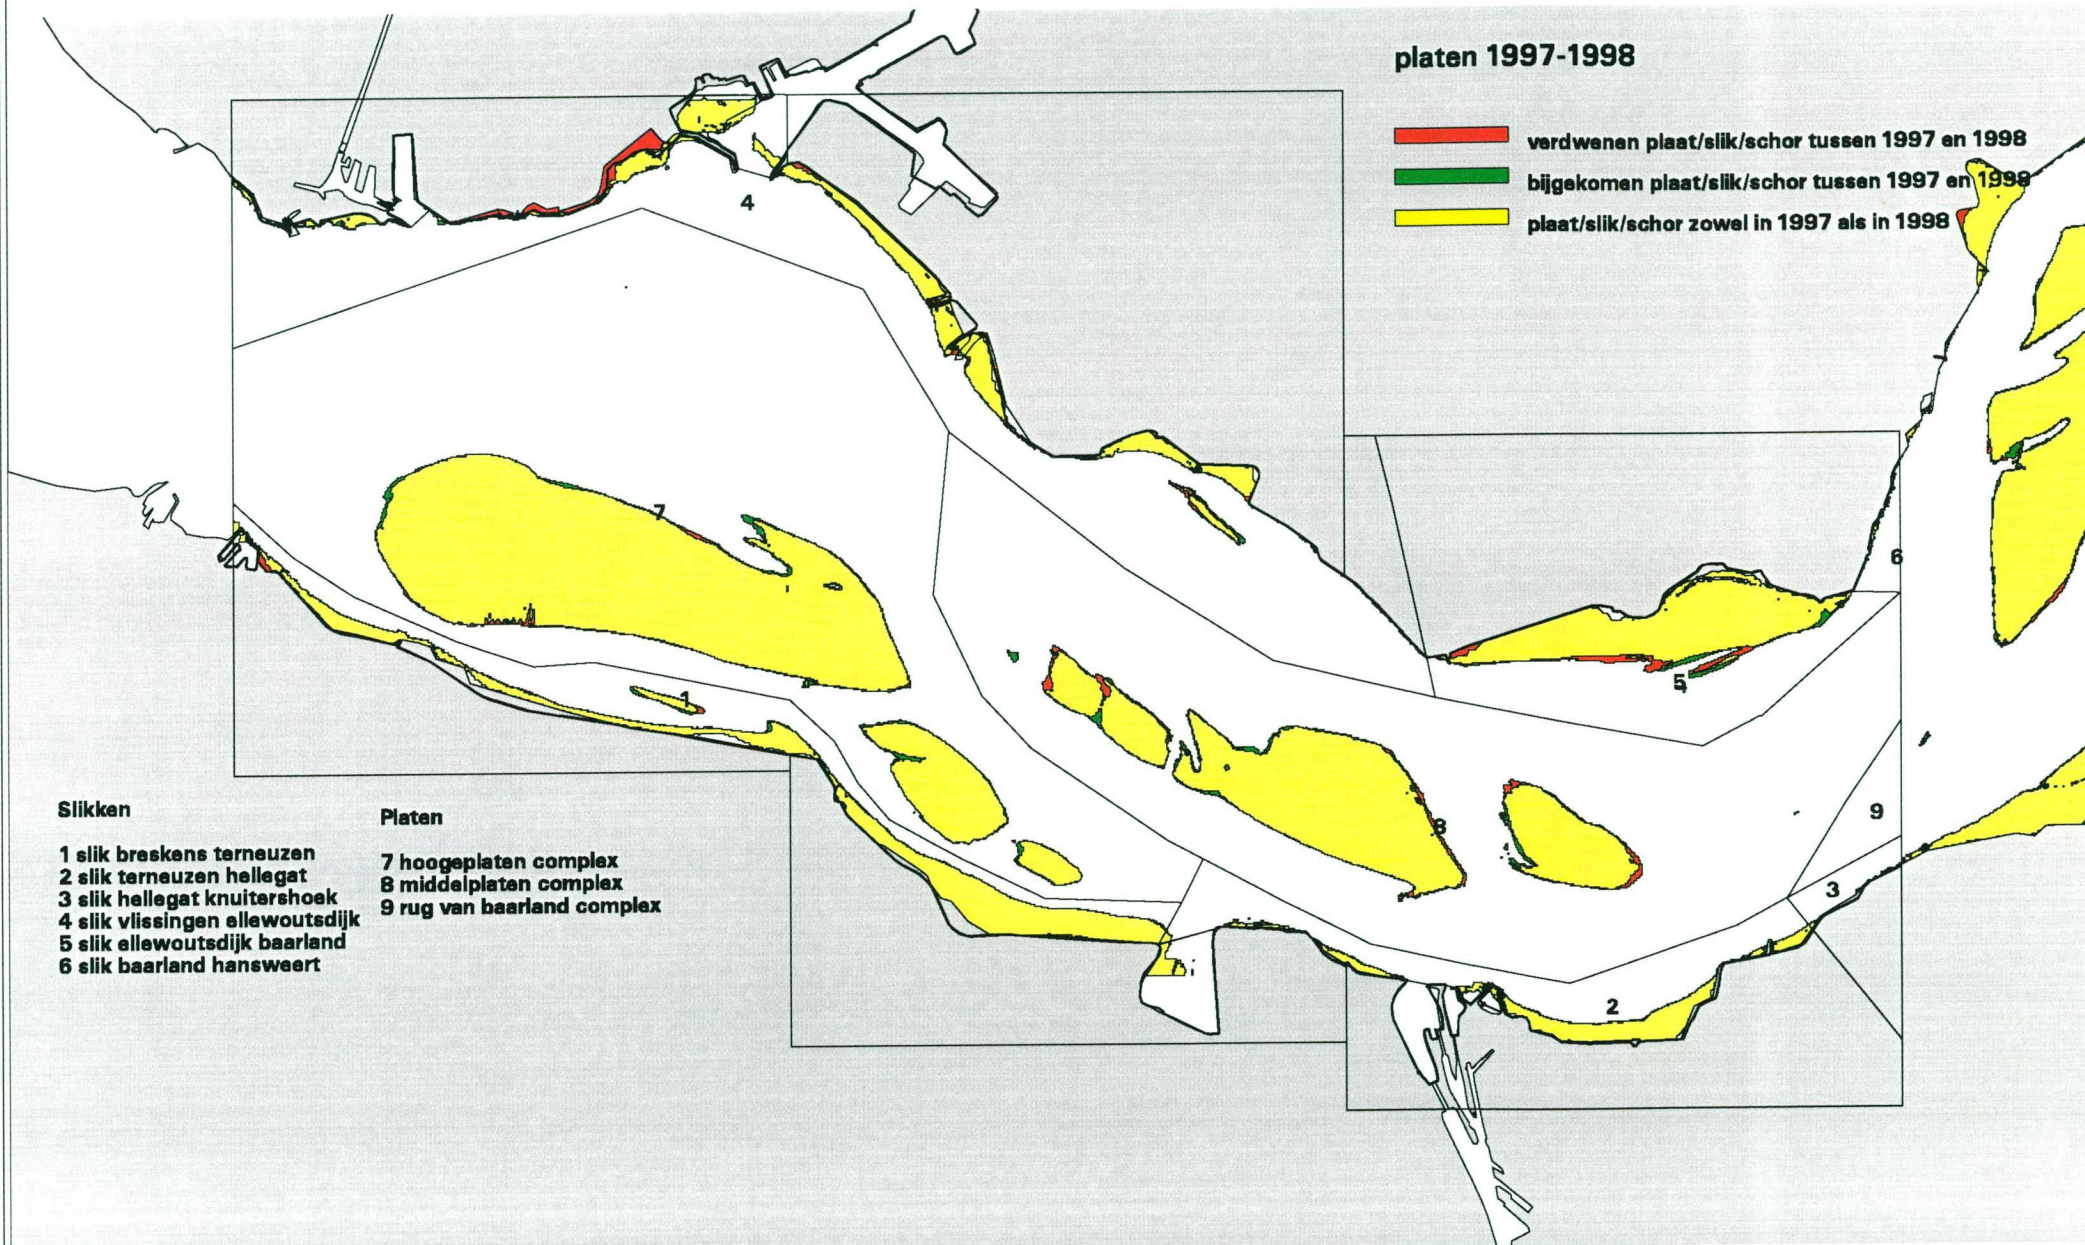 platen 1997-1998
verdwenen plaat/slik/schor tussen 1997 en 1998
bijgekomen plaat/slik/schor tussen 1997 en 1998
plaat/slik/schor zowel in 1997 als in 1998
4
7
6
1
5
8
9
3
2
Slikken
1 slik breskens terneuzen
2 slik terneuzen hellegat
3 slik hellegat knuitershoek
4 slik vlissingen ellewoutsdijk
5 slik ellewoutsdijk baarland
6 slik baarland hansweert
Platen
7 hoogeplaten complex
8 middelplaten complex
9 rug van baarland complex